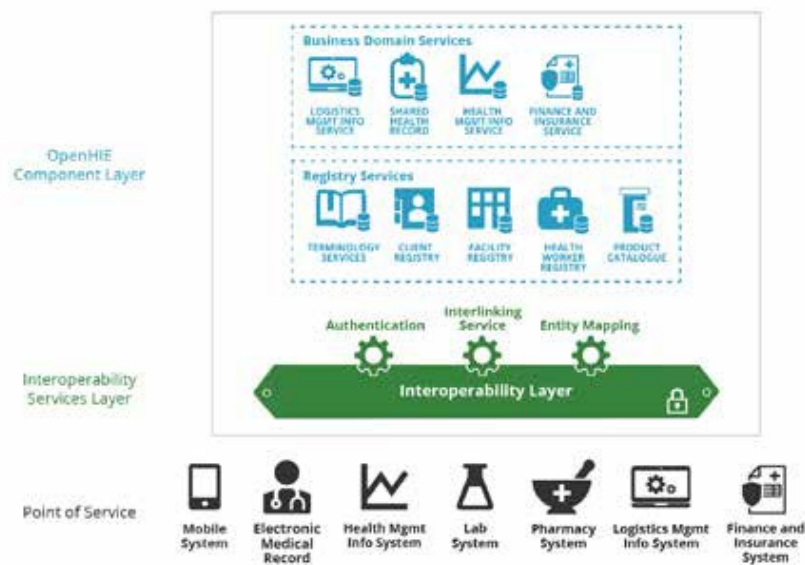 Business Domain Services
LOGISTICS
MGMT INFO
SERVICE
SHARED
HEALTH
RECORD
HEALTH
MGMT INFO
SERVICE
FINANCE AND
INSURANCE
SERVICE
OpenHIE
Component Layer
Registry Services
TERMINOLOGY
SERVICES
CLIENT
REGISTRY
FACILITY
REGISTRY
HEALTH
WORKER
REGISTRY
PRODUCT
CATALOGUE
Authentication
Interlinking
Service
Entity Mapping
Interoperability
Services Layer
Interoperability Layer
Point of Service
Mobile
System
Electronic
Medical
Record
Health Mgmt
Info System
Lab
System
Pharmacy
System
Logistics Mgmt
Info System
Finance and
Insurance
System